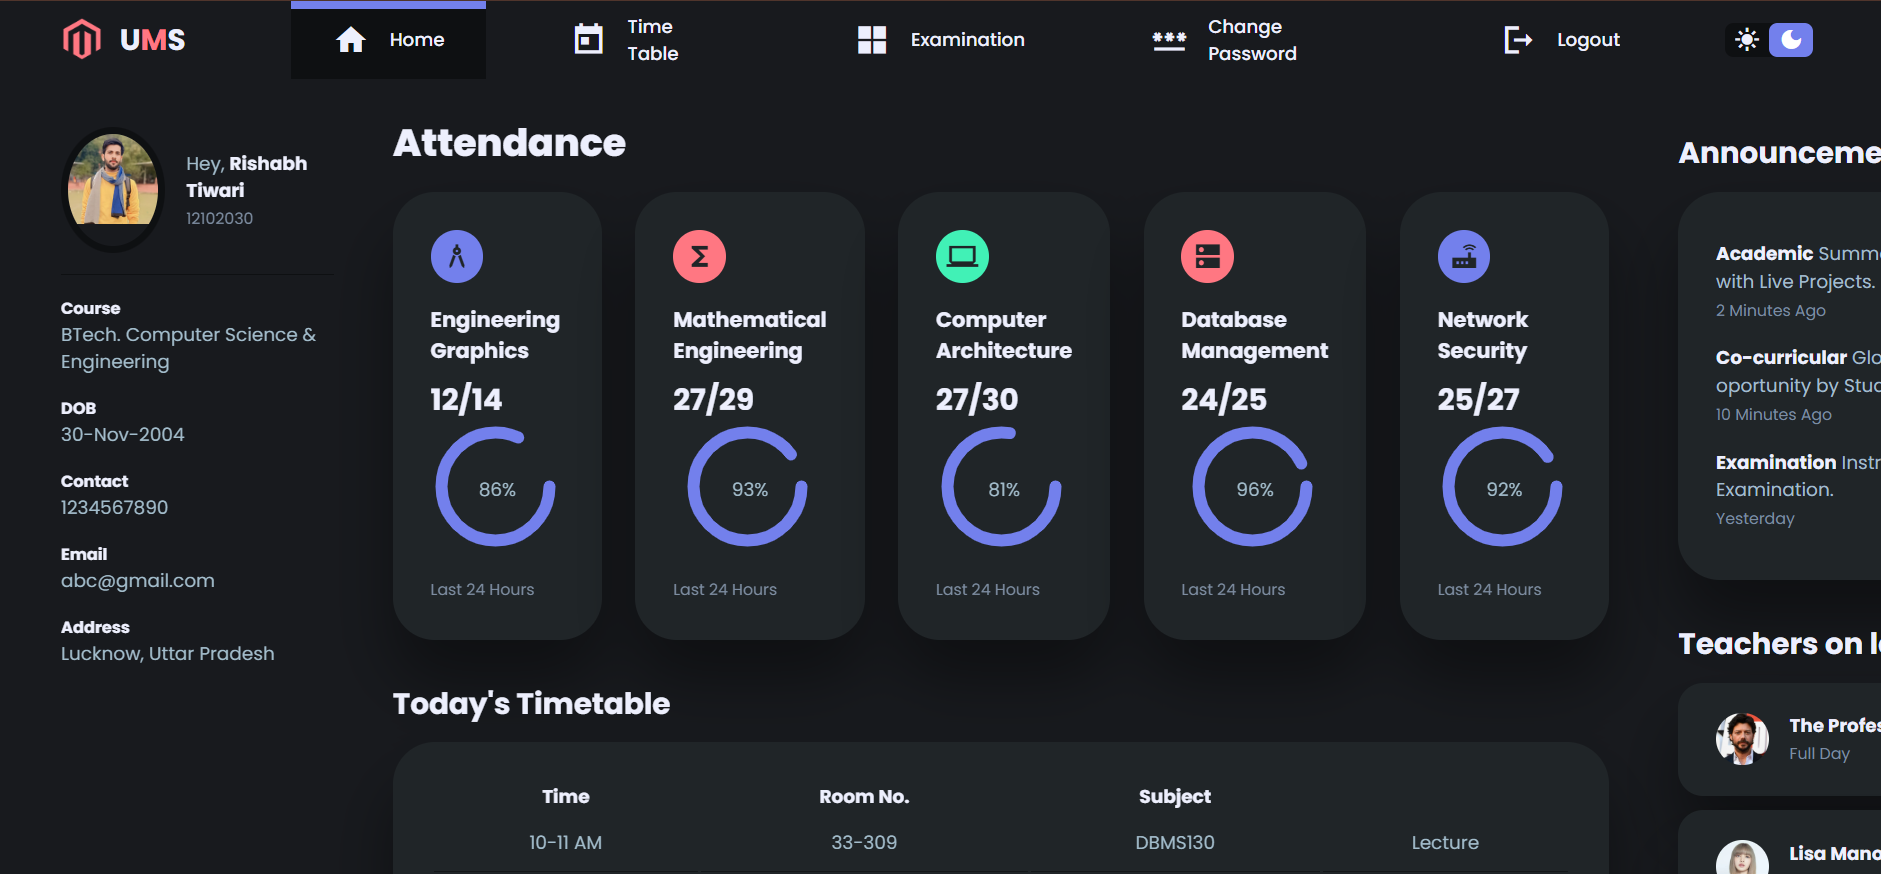 UMS
Home
Time
Table
Examination
***
Change
Password
Logout
Hey, Rishabh
Tiwari
12102030
Course
BTech. Computer Science &
Engineering
DOB
30-Nov-2004
Contact
1234567890
Email
abc@gmail.com
Address
Lucknow, Uttar Pradesh
Attendance
Engineering
Graphics
12/14
86%
Last 24 Hours
Σ
Mathematical
Engineering
27/29
93%
Last 24 Hours
Computer
Architecture
27/30
81%
Last 24 Hours
Database
Management
24/25
96%
Last 24 Hours
Network
Security
25/27
92%
Last 24 Hours
Today's Timetable
Time Room No. Subject
10-11 AM 33-309 DBMS130 Lecture
Announceme
Academic Summ
with Live Projects.
2 Minutes Ago
Co-curricular Glo
oportunity by Stud
10 Minutes Ago
Examination Instr
Examination.
Yesterday
Teachers on l
The Profes
Full Day
Lisa Mano